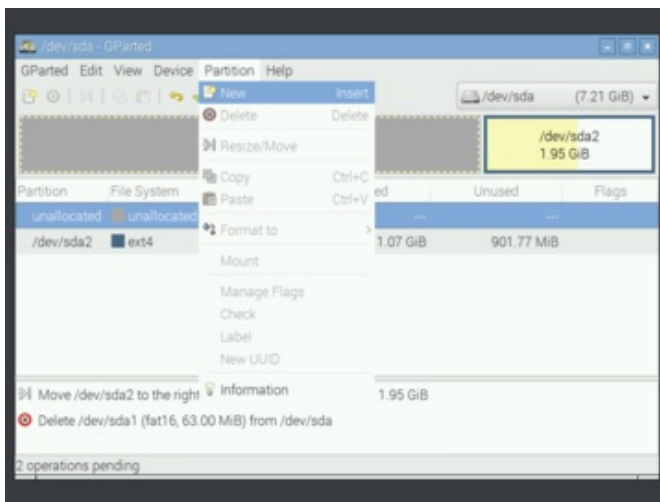 /dev/sda - GParted
GParted Edit View Device Partition Help
/dev/sda (7.21 GiB)
New Insert
Delete Delete
Resize/Move
Copy Ctrl+C
Paste Ctrl+V
Format to
Mount
Manage Flags
Check
Label
New UUID
Information
/dev/sda2
1.95 GiB
Partition File System ed Unused Flags
unallocated unallocated --- ---
/dev/sda2 ext4 1.07 GiB 901.77 MiB
Move /dev/sda2 to the right 1.95 GiB
Delete /dev/sda1 (fat16, 63.00 MiB) from /dev/sda
2 operations pending